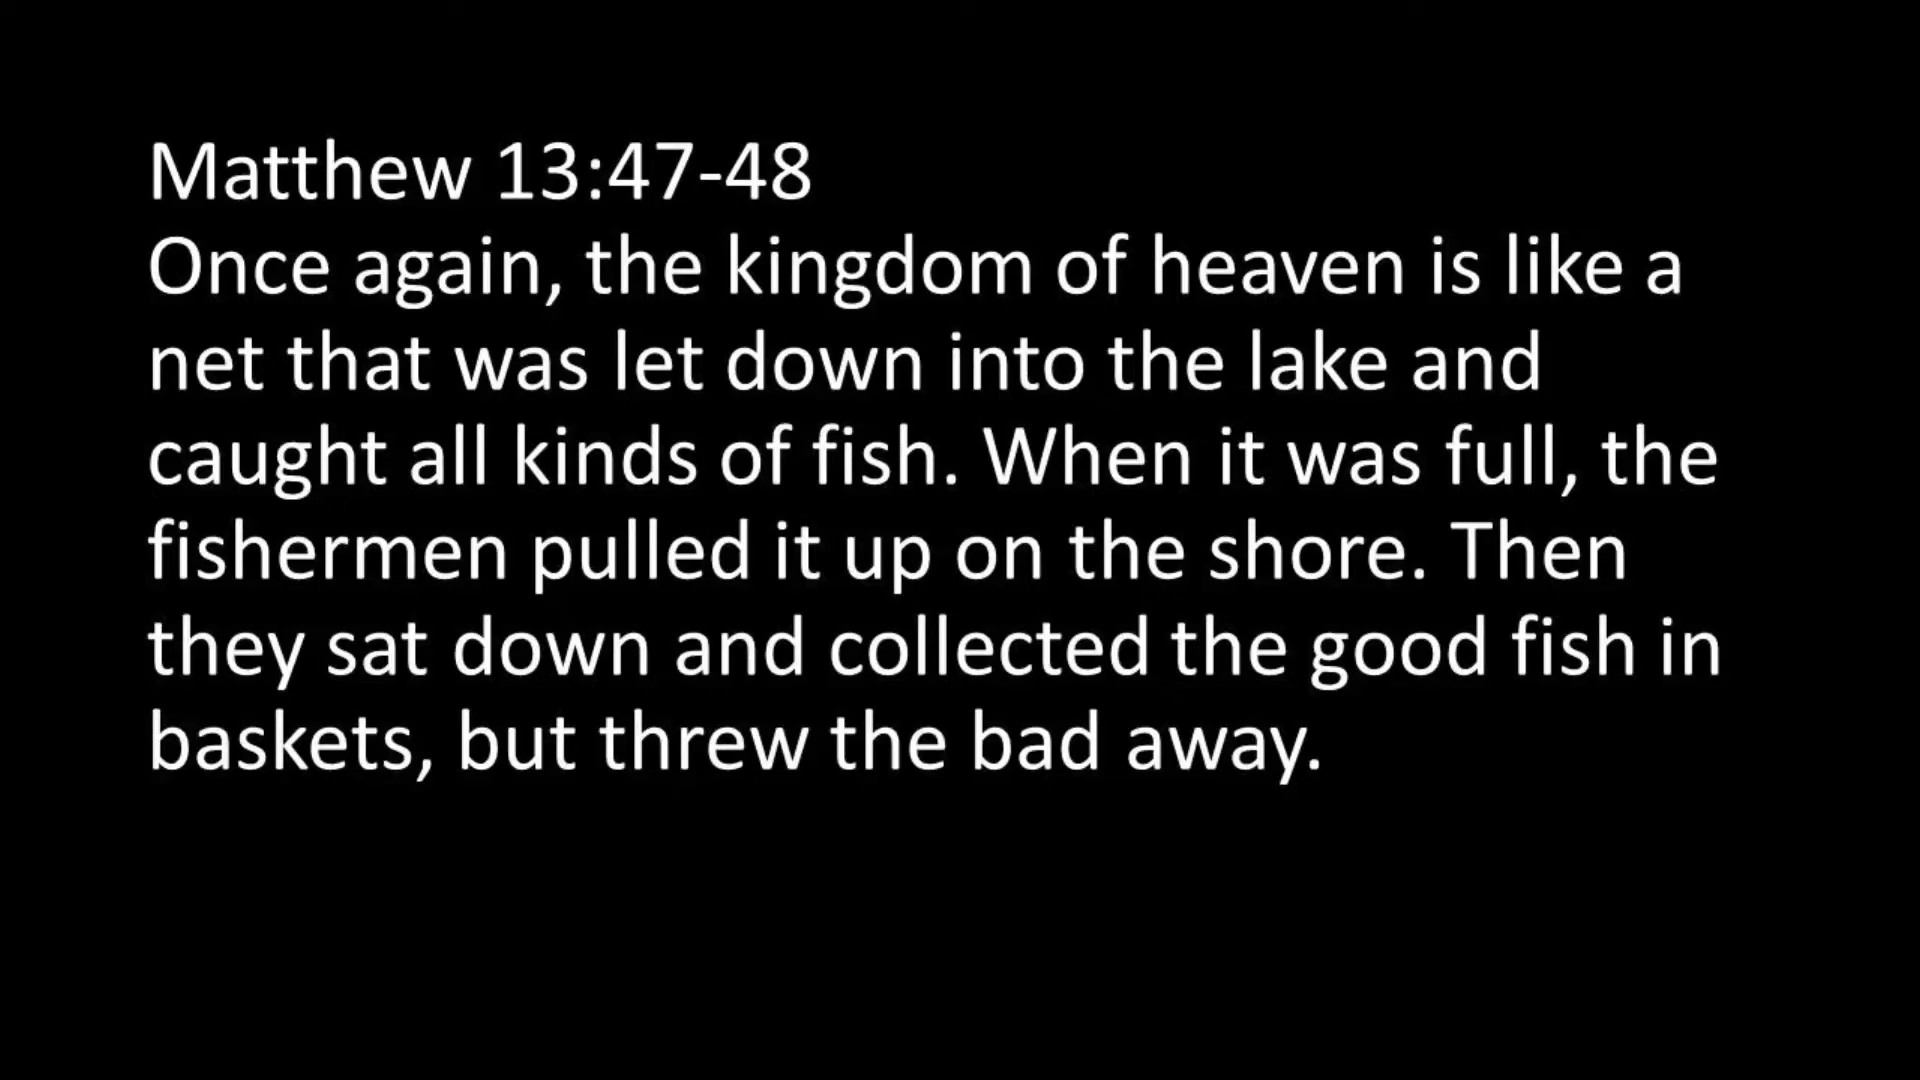 Matthew 13:47-48
Once again, the kingdom of heaven is like a
net that was let down into the lake and
caught all kinds of fish. When it was full, the
fishermen pulled it up on the shore. Then
they sat down and collected the good fish in
baskets, but threw the bad away.